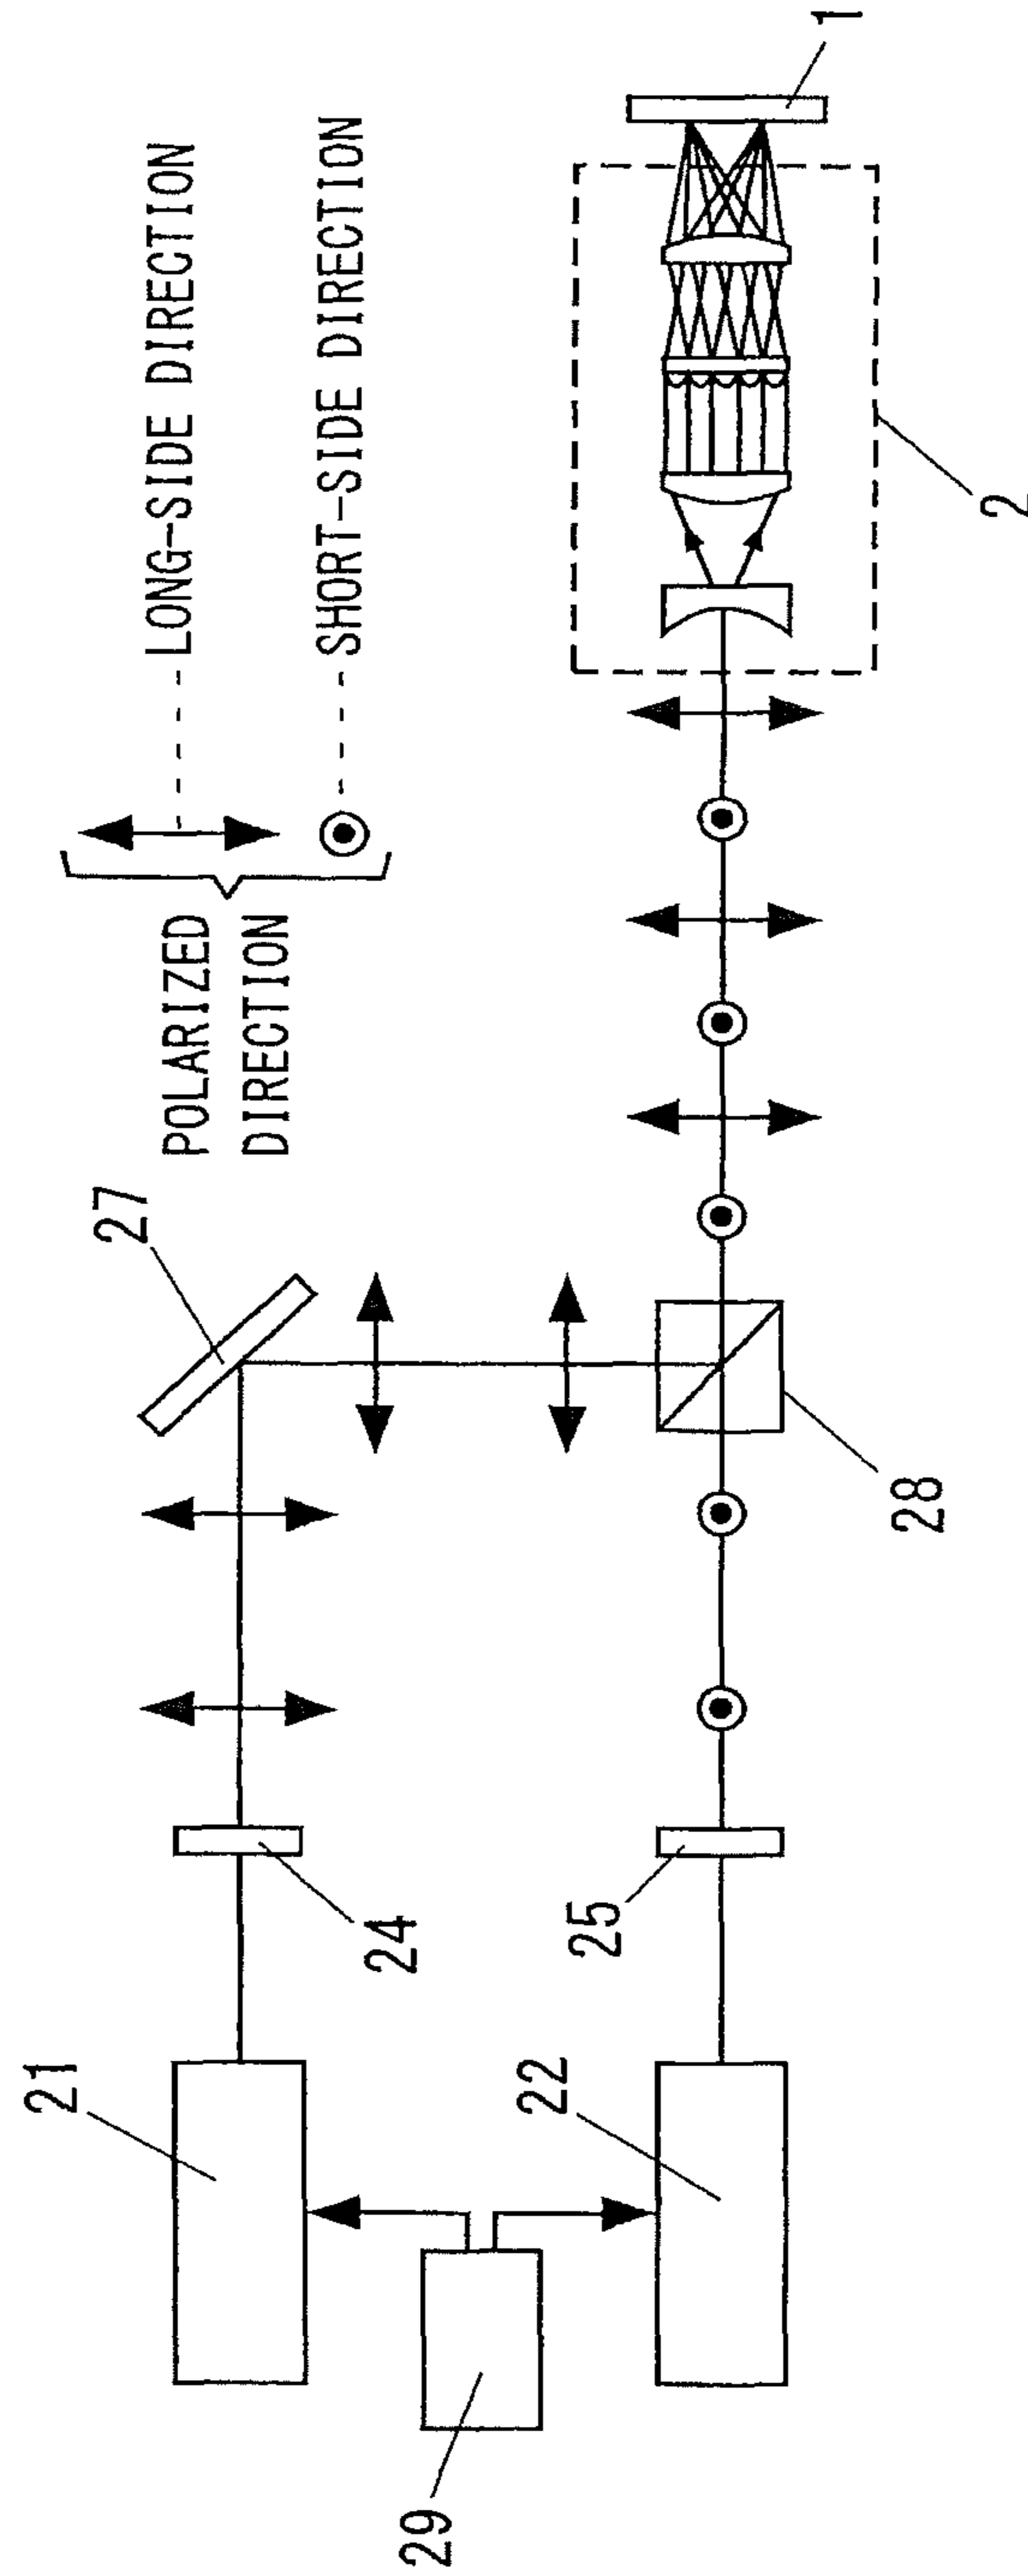 POLARIZED
DIRECTION
LONG-SIDE DIRECTION
SHORT-SIDE DIRECTION
21
24
27
29
22
25
28
2
1